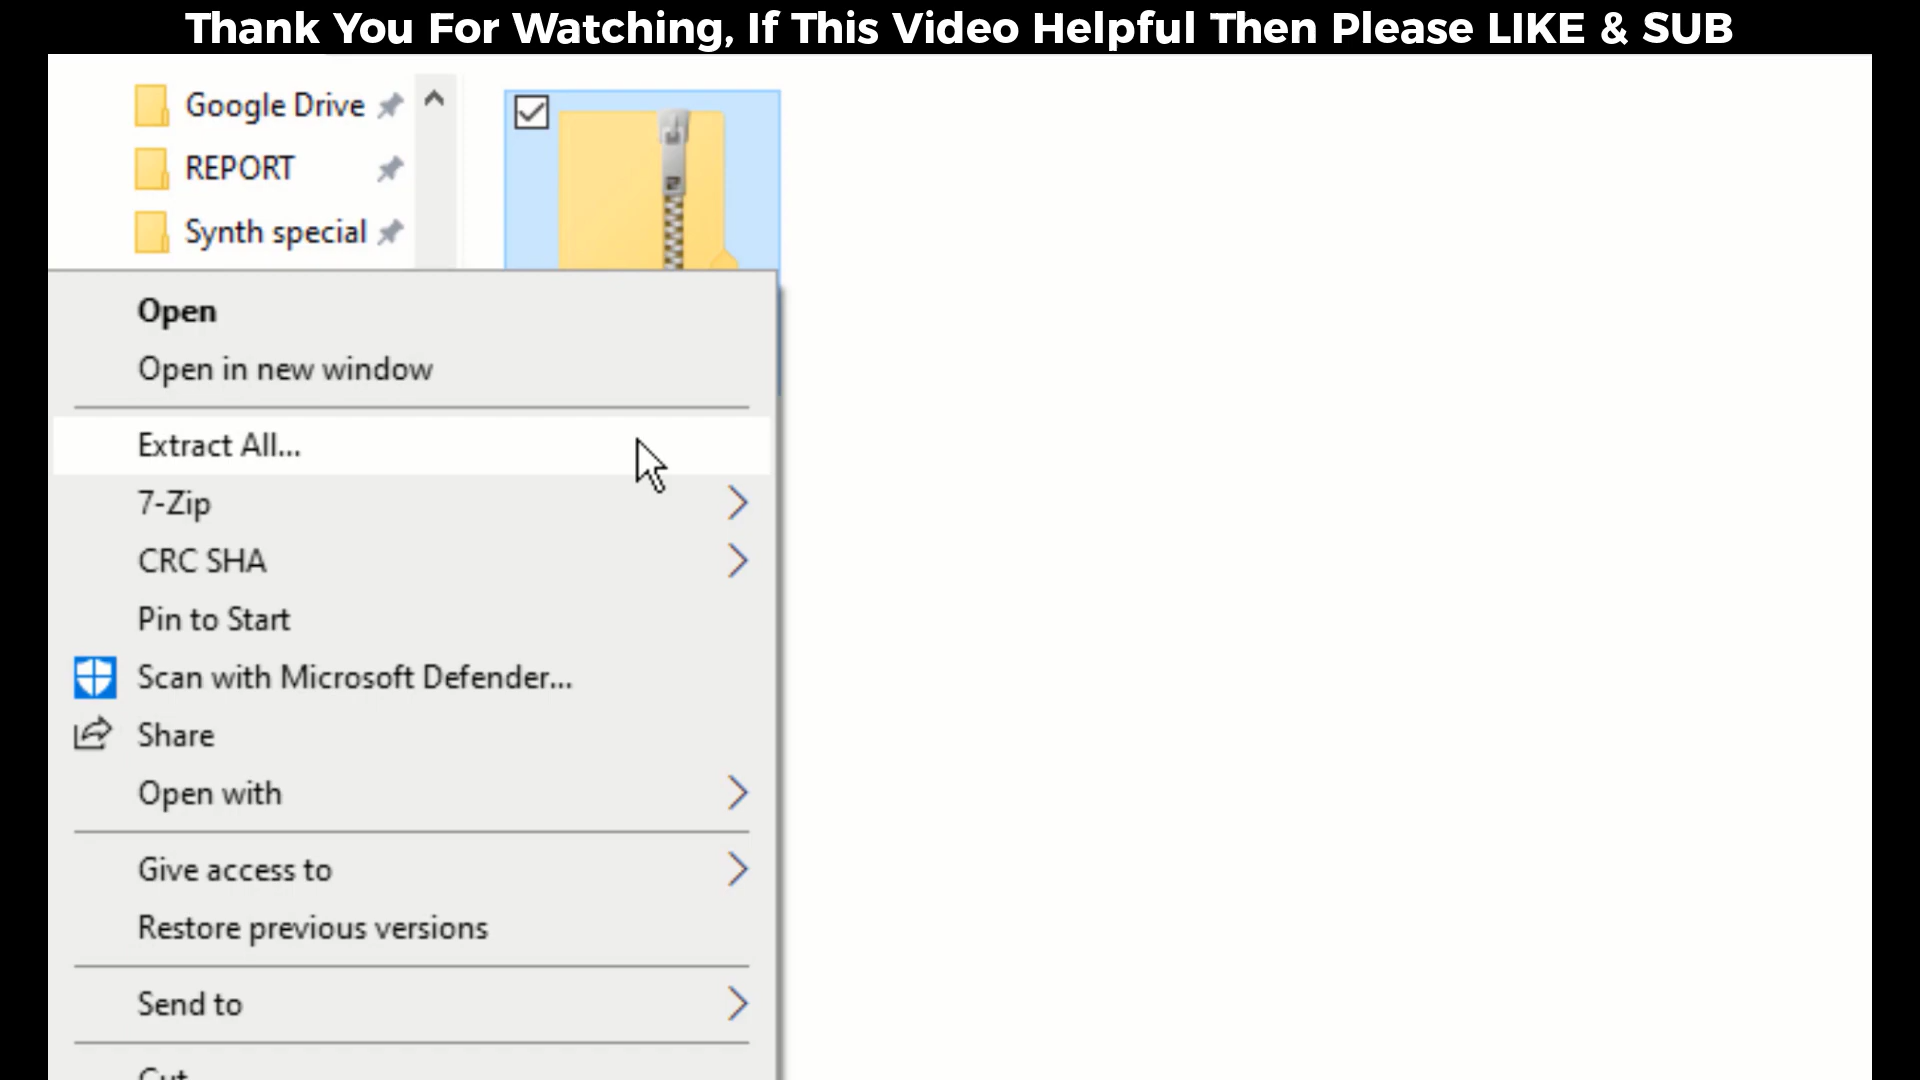 Thank You For Watching, If This Video Helpful Then Please LIKE & SUB
Google Drive
REPORT
Synth special
Open
Open in new window
Extract All...
7-Zip
CRC SHA
Pin to Start
Scan with Microsoft Defender...
Share
Open with
Give access to
Restore previous versions
Send to
Cut